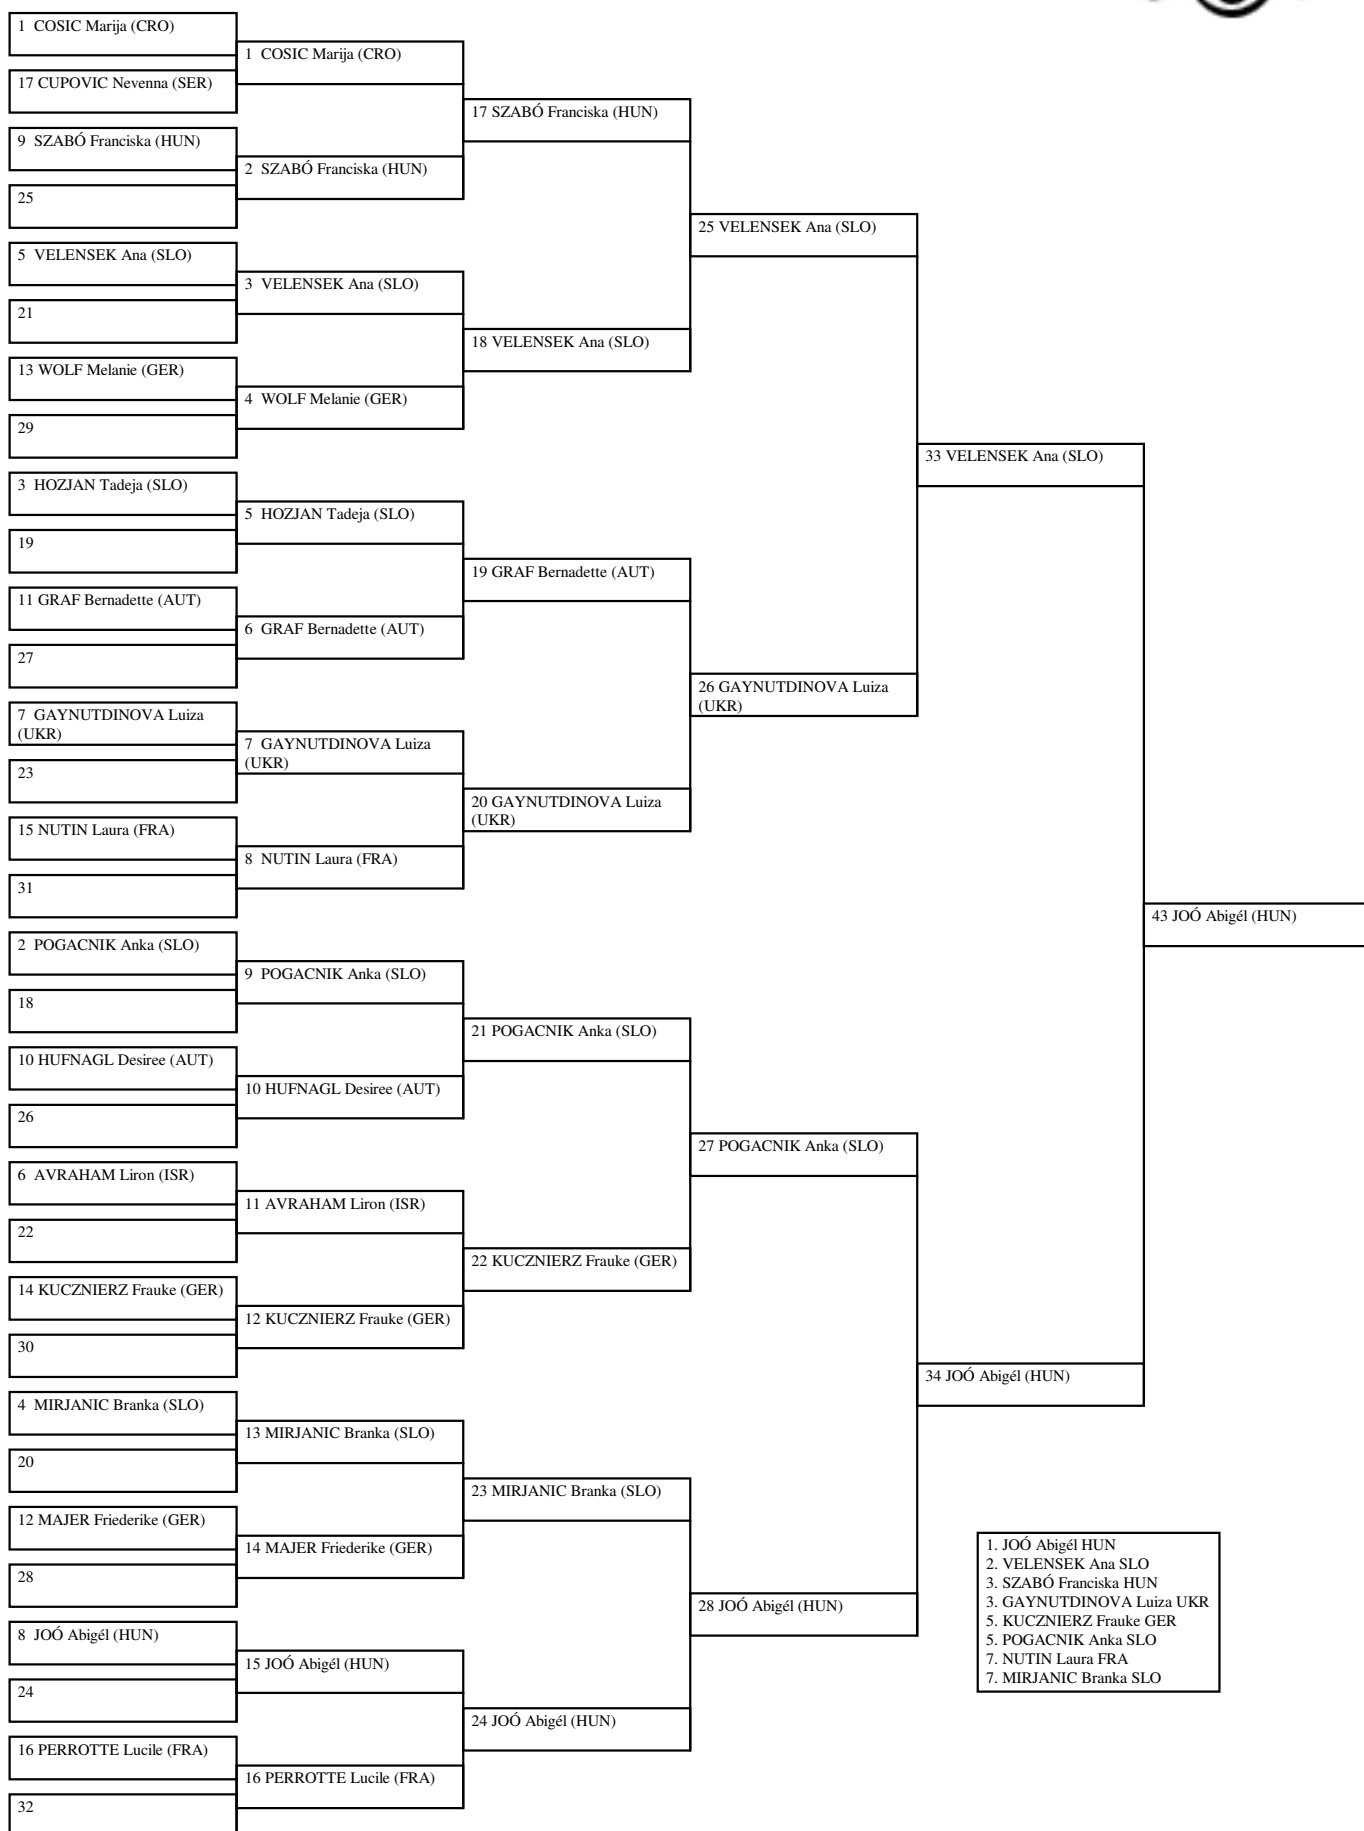 1 COSIC Marija (CRO)
17 CUPOVIC Nevenna (SER)
9 SZABÓ Franciska (HUN)
25
5 VELENSEK Ana (SLO)
21
13 WOLF Melanie (GER)
29
3 HOZJAN Tadeja (SLO)
19
11 GRAF Bernadette (AUT)
27
7 GAYNUTDINOVA Luiza
(UKR)
23
15 NUTIN Laura (FRA)
31
2 POGACNIK Anka (SLO)
18
10 HUFNAGL Desiree (AUT)
26
6 AVRAHAM Liron (ISR)
22
14 KUCZNIERZ Frauke (GER)
30
4 MIRJANIC Branka (SLO)
20
12 MAJER Friederike (GER)
28
8 JOÓ Abigél (HUN)
24
16 PERROTTE Lucile (FRA)
32
1 COSIC Marija (CRO)
2 SZABÓ Franciska (HUN)
3 VELENSEK Ana (SLO)
4 WOLF Melanie (GER)
5 HOZJAN Tadeja (SLO)
6 GRAF Bernadette (AUT)
7 GAYNUTDINOVA Luiza
(UKR)
8 NUTIN Laura (FRA)
9 POGACNIK Anka (SLO)
10 HUFNAGL Desiree (AUT)
11 AVRAHAM Liron (ISR)
12 KUCZNIERZ Frauke (GER)
13 MIRJANIC Branka (SLO)
14 MAJER Friederike (GER)
15 JOÓ Abigél (HUN)
16 PERROTTE Lucile (FRA)
17 SZABÓ Franciska (HUN)
18 VELENSEK Ana (SLO)
19 GRAF Bernadette (AUT)
20 GAYNUTDINOVA Luiza
(UKR)
21 POGACNIK Anka (SLO)
22 KUCZNIERZ Frauke (GER)
23 MIRJANIC Branka (SLO)
24 JOÓ Abigél (HUN)
25 VELENSEK Ana (SLO)
26 GAYNUTDINOVA Luiza
(UKR)
27 POGACNIK Anka (SLO)
28 JOÓ Abigél (HUN)
33 VELENSEK Ana (SLO)
34 JOÓ Abigél (HUN)
43 JOÓ Abigél (HUN)
1. JOÓ Abigél HUN
2. VELENSEK Ana SLO
3. SZABÓ Franciska HUN
3. GAYNUTDINOVA Luiza UKR
5. KUCZNIERZ Frauke GER
5. POGACNIK Anka SLO
7. NUTIN Laura FRA
7. MIRJANIC Branka SLO